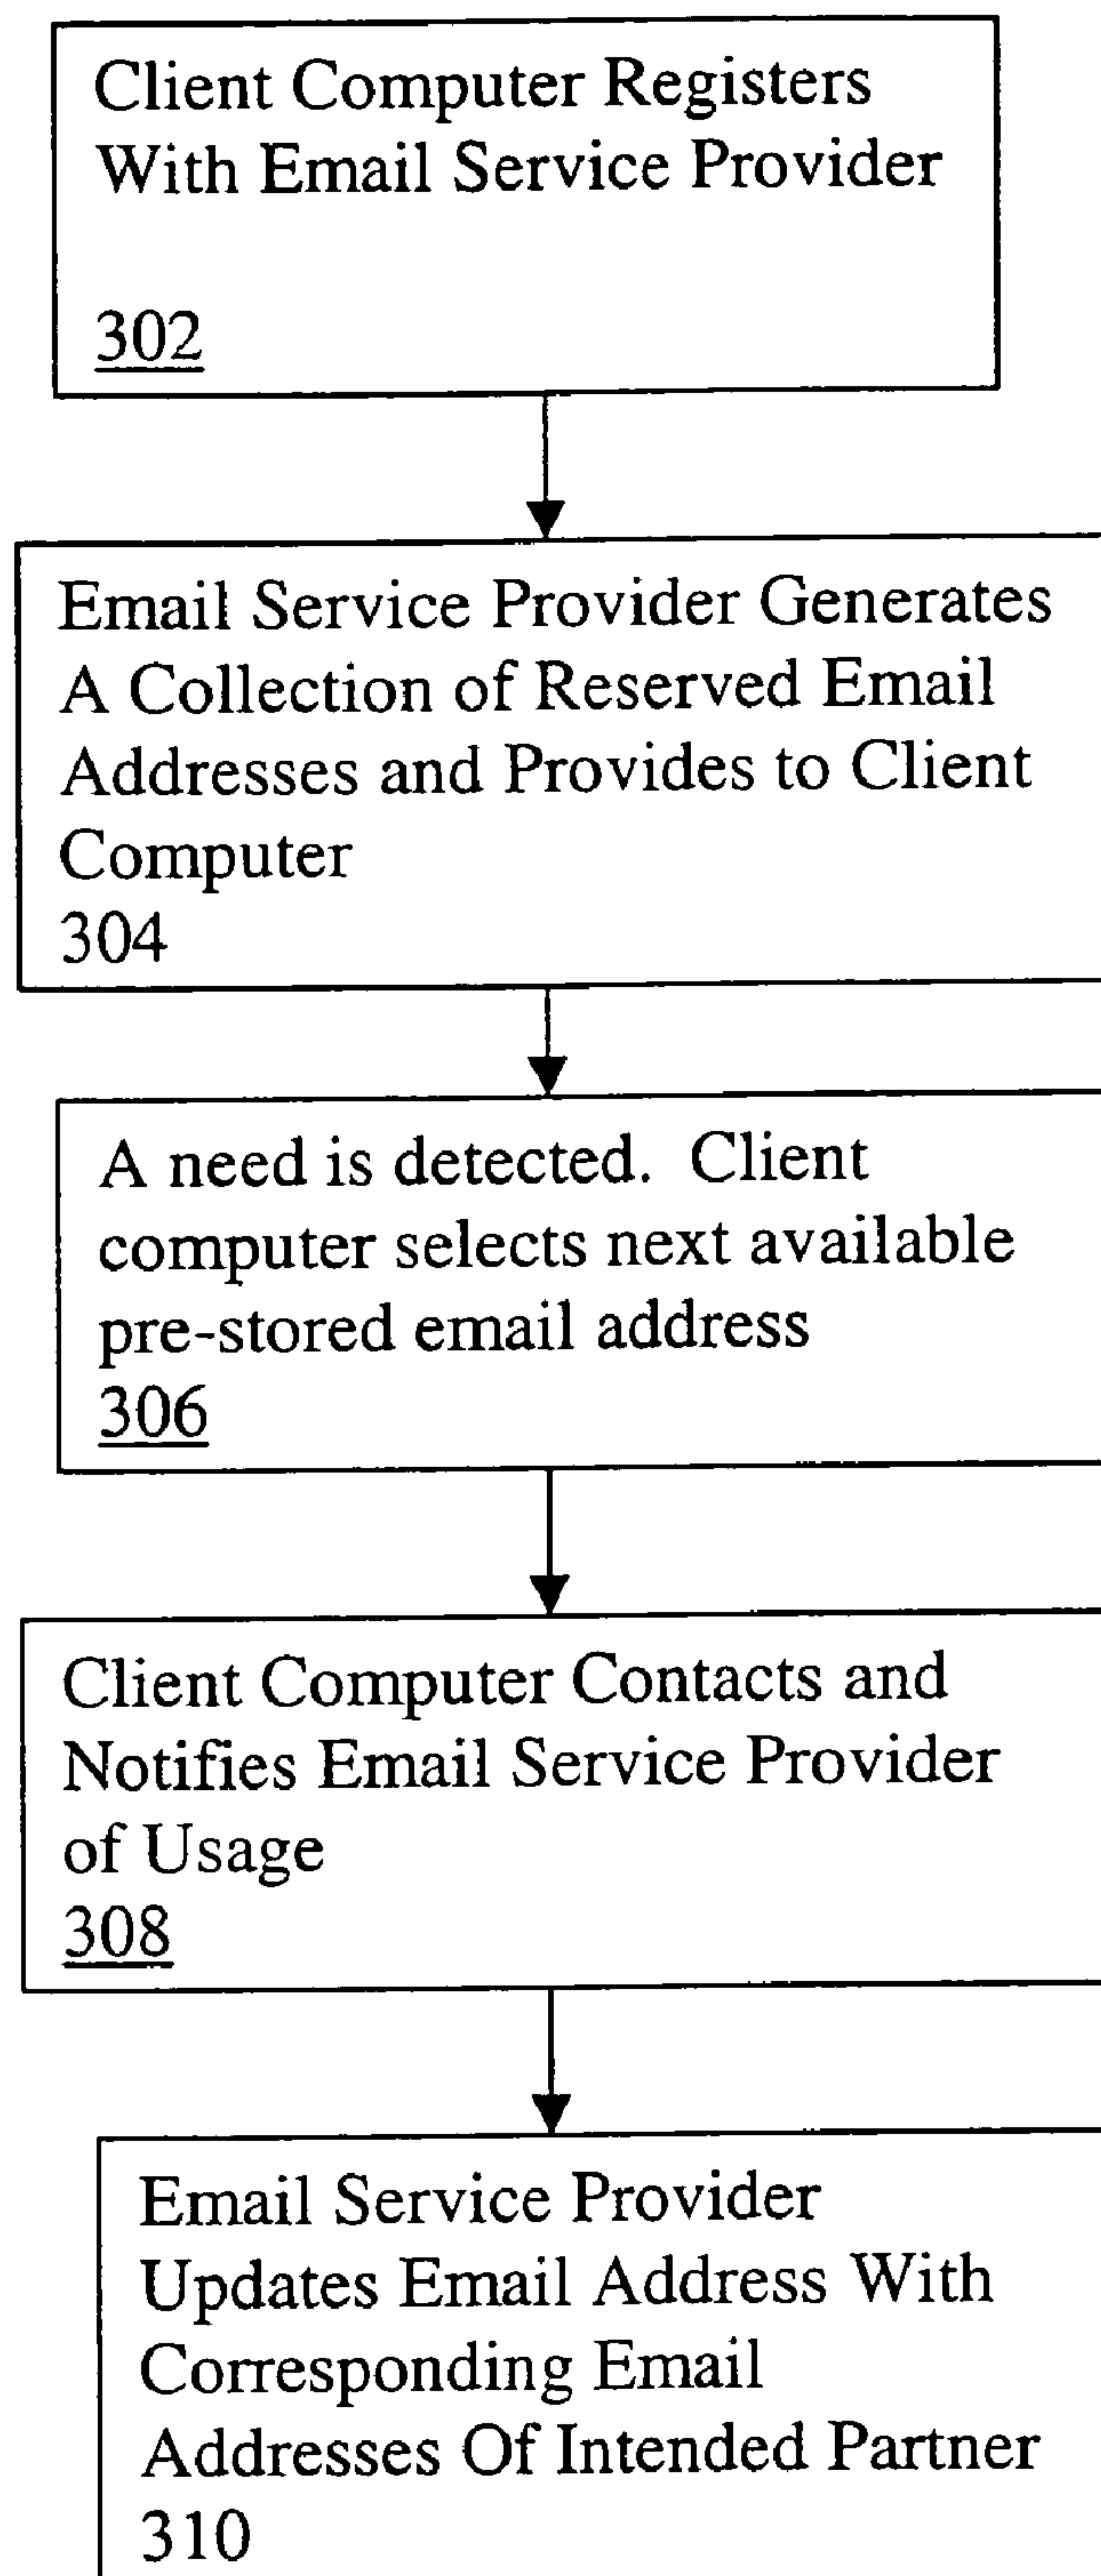 Client Computer Registers
With Email Service Provider
302
Email Service Provider Generates
A Collection of Reserved Email
Addresses and Provides to Client
Computer
304
A need is detected. Client
computer selects next available
pre-stored email address
306
Client Computer Contacts and
Notifies Email Service Provider
of Usage
308
Email Service Provider
Updates Email Address With
Corresponding Email
Addresses Of Intended Partner
310